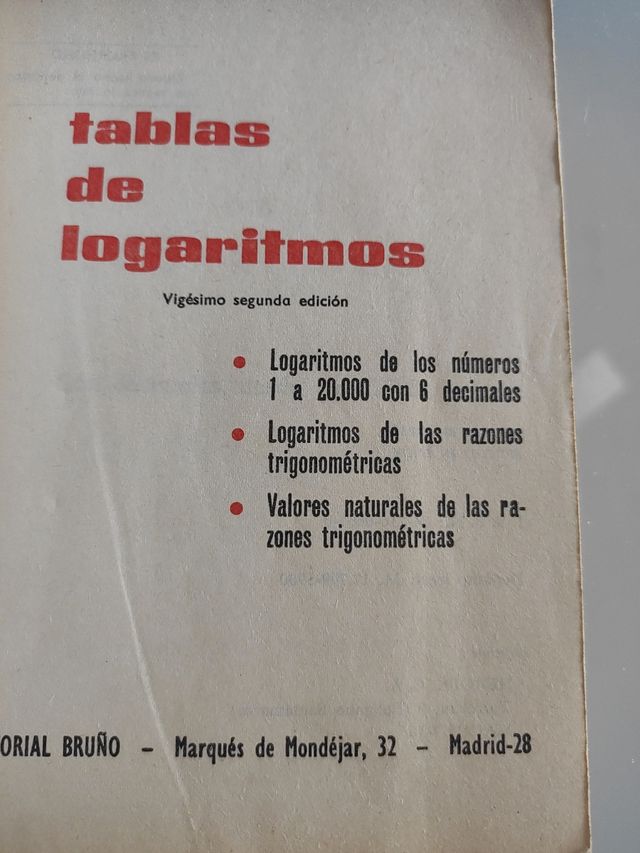 tablas
de
logaritmos
Vigésimo segunda edición
• Logaritmos de los números
1 a 20.000 con 6 decimales
• Logaritmos de las razones
trigonométricas
• Valores naturales de las ra-
zones trigonométricas
ORIAL BRUÑO – Marqués de Mondéjar, 32 – Madrid-28